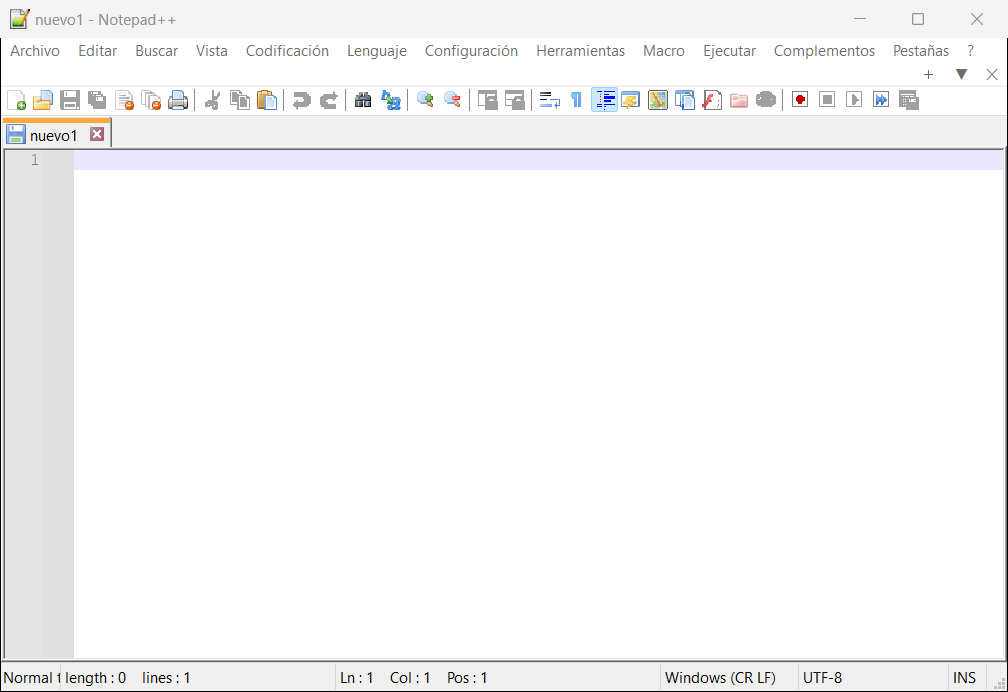 nuevo1 - Notepad++
Archivo Editar Buscar Vista Codificación Lenguaje Configuración Herramientas Macro Ejecutar Complementos Pestañas ?
nuevo1
1
Normal t length : 0 lines : 1 Ln : 1 Col : 1 Pos : 1 Windows (CR LF) UTF-8 INS